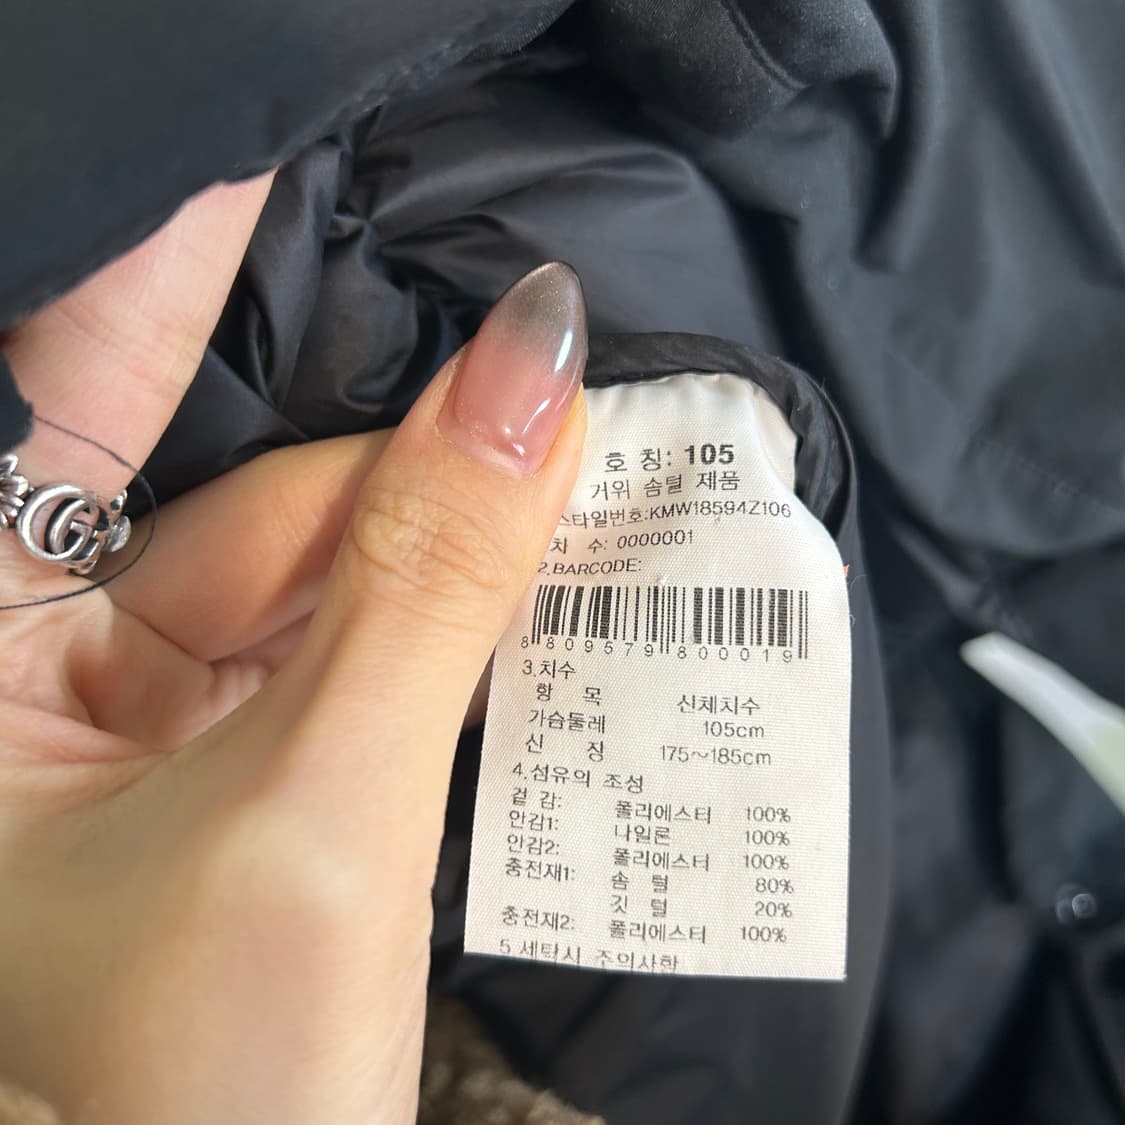 호 칭: 105
거위 솜털 제품
스타일번호:KMW18594Z106
차 수: 0000001
2.BARCODE:
8 809579 800019
3.치수
항 목 신체치수
가슴둘레 105cm
신 장 175~185cm
4.섬유의 조성
겉 감: 폴리에스터 100%
안감1: 나일론 100%
안감2: 폴리에스터 100%
충전재1: 솜 털 80%
깃 털 20%
충전재2: 폴리에스터 100%
5.세탁시 주의사항